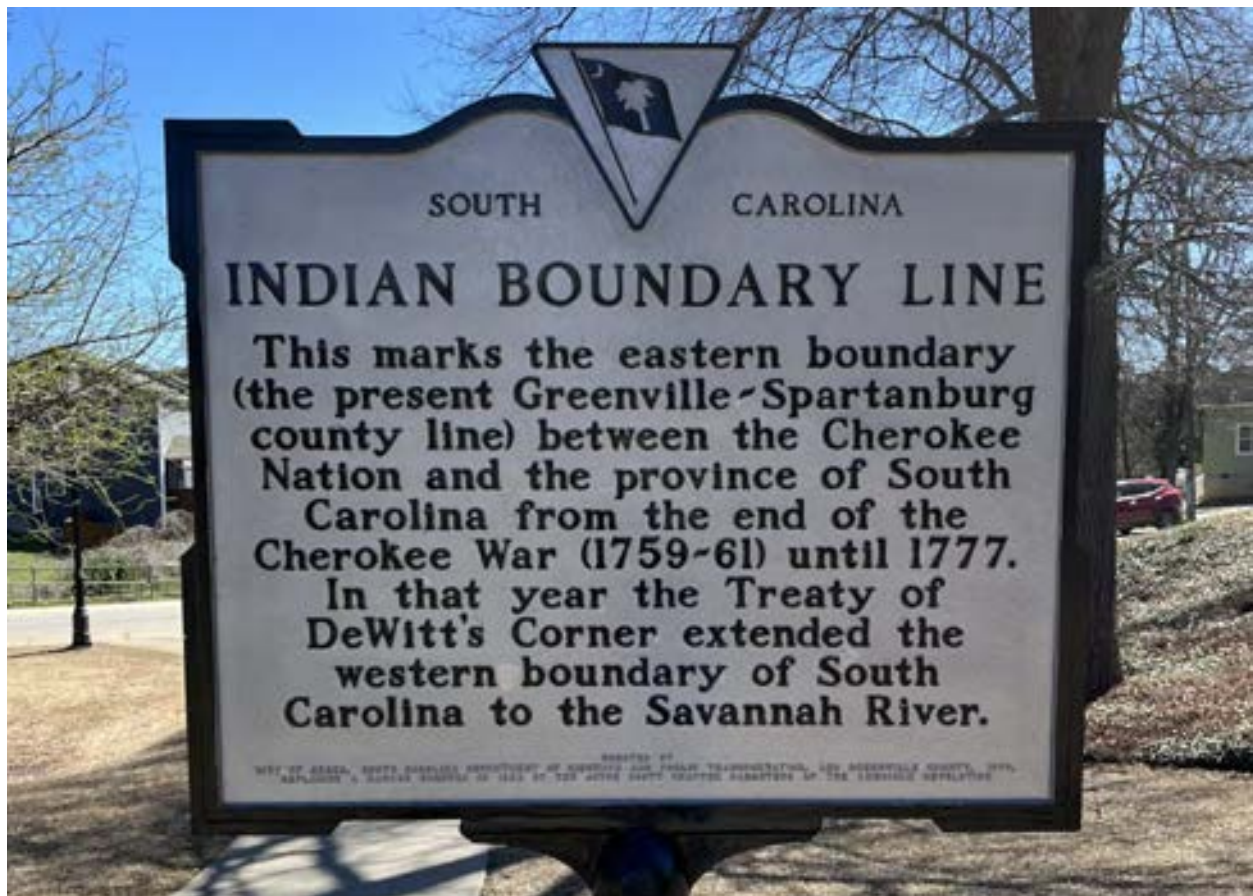 SOUTH CAROLINA
INDIAN BOUNDARY LINE
This marks the eastern boundary
(the present Greenville-Spartanburg
county line) between the Cherokee
Nation and the province of South
Carolina from the end of the
Cherokee War (1759-61) until 1777.
In that year the Treaty of
DeWitt's Corner extended the
western boundary of South
Carolina to the Savannah River.